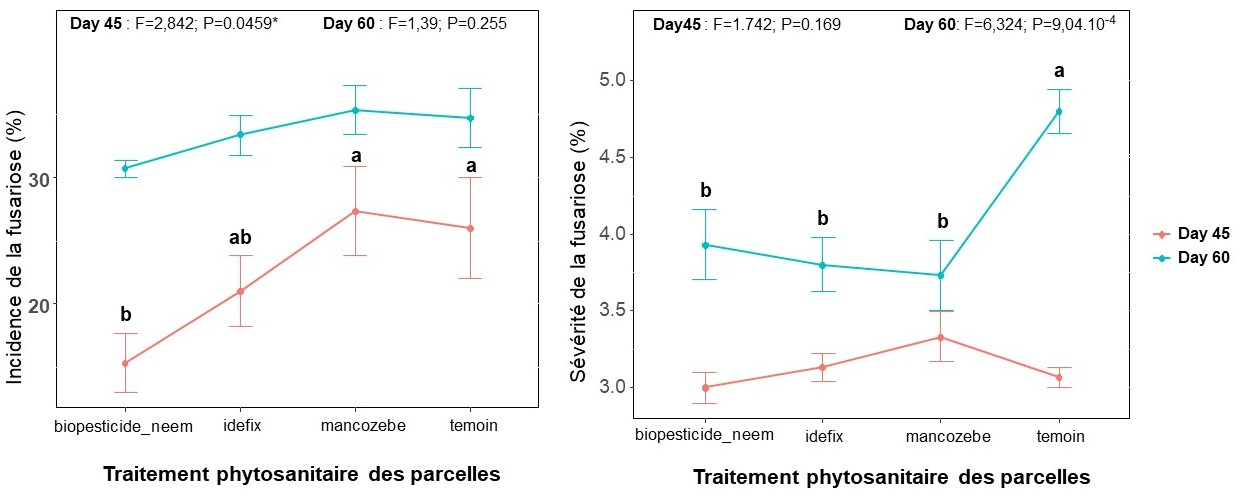 Day 45 : F=2,842; P=0.0459* Day 60 : F=1,39; P=0.255
Incidence de la fusariose (%)
30
20
a
a
ab
b
biopesticide_neem idefix mancozebe temoin
Traitement phytosanitaire des parcelles
Day45 : F=1.742; P=0.169 Day 60: F=6,324; P=9,04.10-4
Sévérité de la fusariose (%)
5.0
4.5
4.0
3.5
3.0
a
b
b
b
biopesticide_neem idefix mancozebe temoin
Traitement phytosanitaire des parcelles
Day 45
Day 60